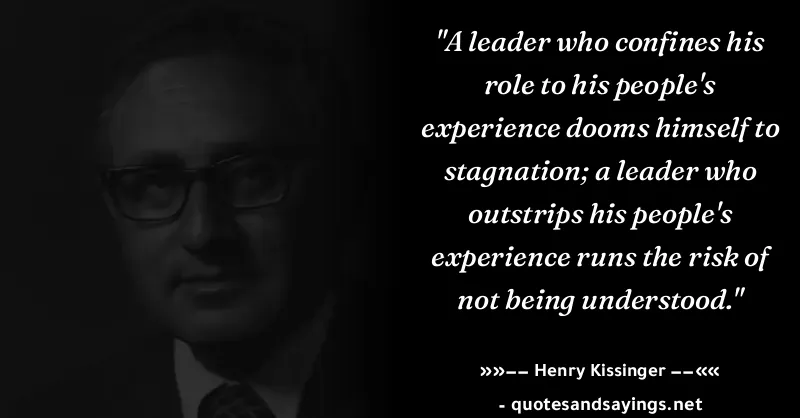 "A leader who confines his
role to his people's
experience dooms himself to
stagnation; a leader who
outstrips his people's
experience runs the risk of
not being understood."
»»−− Henry Kissinger −−««
- quotesandsayings.net